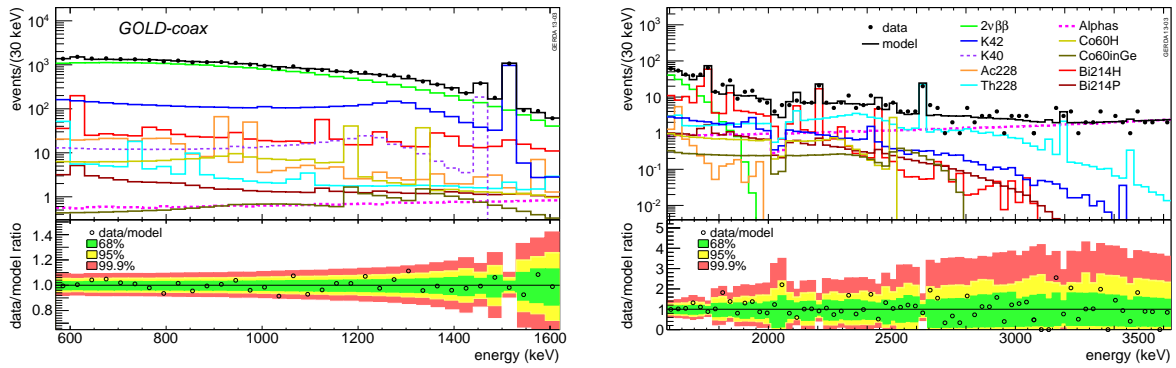 GOLD-coax
GERDA 13-03
events/(30 keV)
10⁴
10³
10²
10
1
data/model ratio
1.4
1.2
1.0
0.8
data/model
68%
95%
99.9%
600
800
1000
1200
1400
1600
energy (keV)
GERDA 13-03
events/(30 keV)
10³
10²
10
1
10⁻¹
10⁻²
data
model
2νββ
K42
K40
Ac228
Th228
Alphas
Co60H
Co60inGe
Bi214H
Bi214P
data/model ratio
5
4
3
2
1
0
data/model
68%
95%
99.9%
2000
2500
3000
3500
energy (keV)